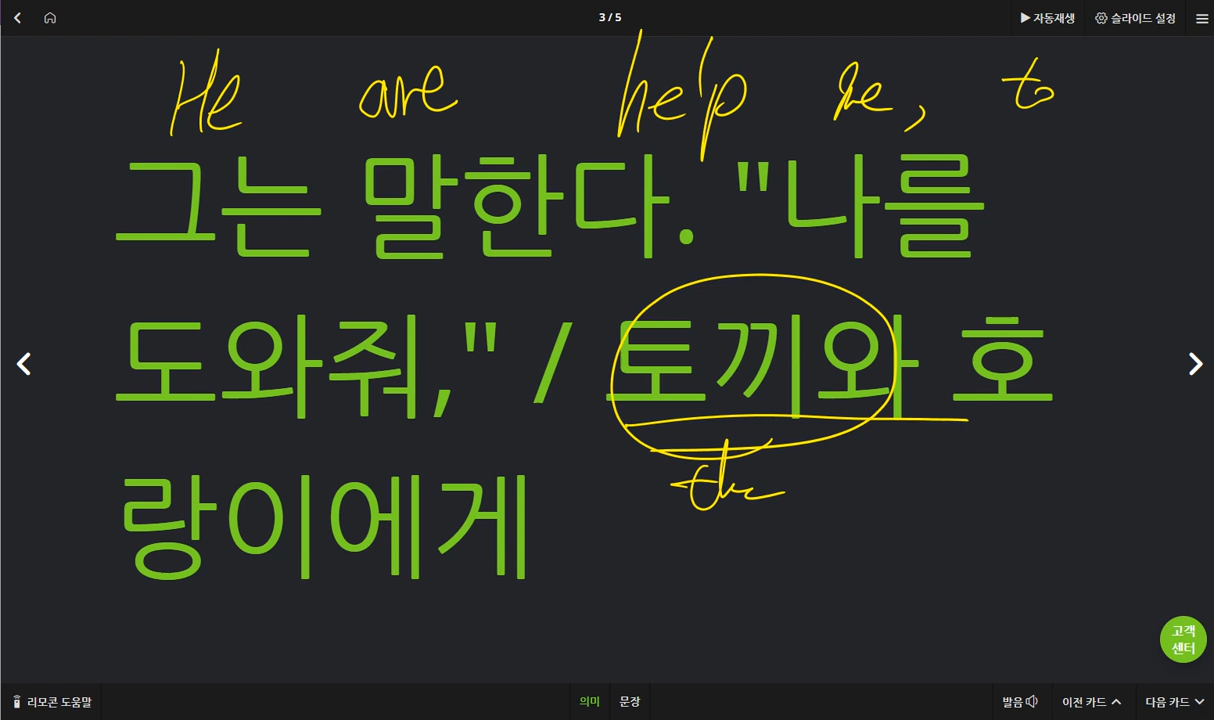 3 / 5
자동재생
슬라이드 설정
He are help
그는 말한다. "나를
도와줘," / 토끼와 호
랑이에게
고객
센터
리모콘 도움말
의미
문장
발음
이전 카드
다음 카드